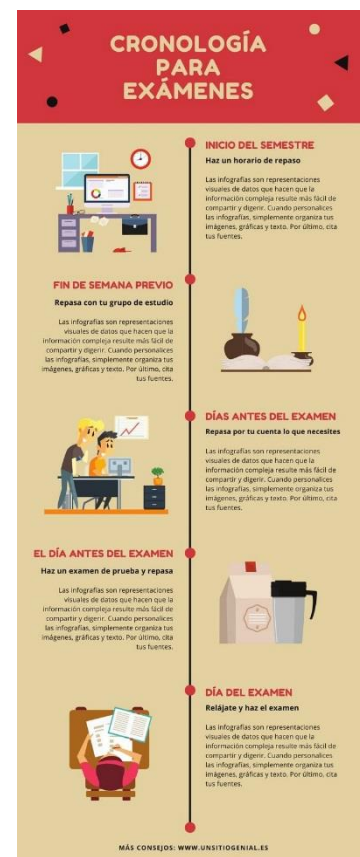 CRONOLOGÍA
PARA
EXÁMENES
INICIO DEL SEMESTRE
Haz un horario de repaso
Las infografías son representaciones
visuales de datos que hacen que la
información compleja resulte más fácil de
compartir y digerir. Cuando personalices
las infografías, simplemente organiza tus
imágenes, gráficas y texto. Por último, cita
tus fuentes.
FIN DE SEMANA PREVIO
Repasa con tu grupo de estudio
Las infografías son representaciones
visuales de datos que hacen que la
información compleja resulte más fácil de
compartir y digerir. Cuando personalices
las infografías, simplemente organiza tus
imágenes, gráficas y texto. Por último, cita
tus fuentes.
DÍAS ANTES DEL EXAMEN
Repasa por tu cuenta lo que necesites
Las infografías son representaciones
visuales de datos que hacen que la
información compleja resulte más fácil de
compartir y digerir. Cuando personalices
las infografías, simplemente organiza tus
imágenes, gráficas y texto. Por último, cita
tus fuentes.
EL DÍA ANTES DEL EXAMEN
Haz un examen de prueba y repasa
Las infografías son representaciones
visuales de datos que hacen que la
información compleja resulte más fácil de
compartir y digerir. Cuando personalices
las infografías, simplemente organiza tus
imágenes, gráficas y texto. Por último, cita
tus fuentes.
DÍA DEL EXAMEN
Relájate y haz el examen
Las infografías son representaciones
visuales de datos que hacen que la
información compleja resulte más fácil de
compartir y digerir. Cuando personalices
las infografías, simplemente organiza tus
imágenes, gráficas y texto. Por último, cita
tus fuentes.
MÁS CONSEJOS: WWW.UNSITIOGENIAL.ES